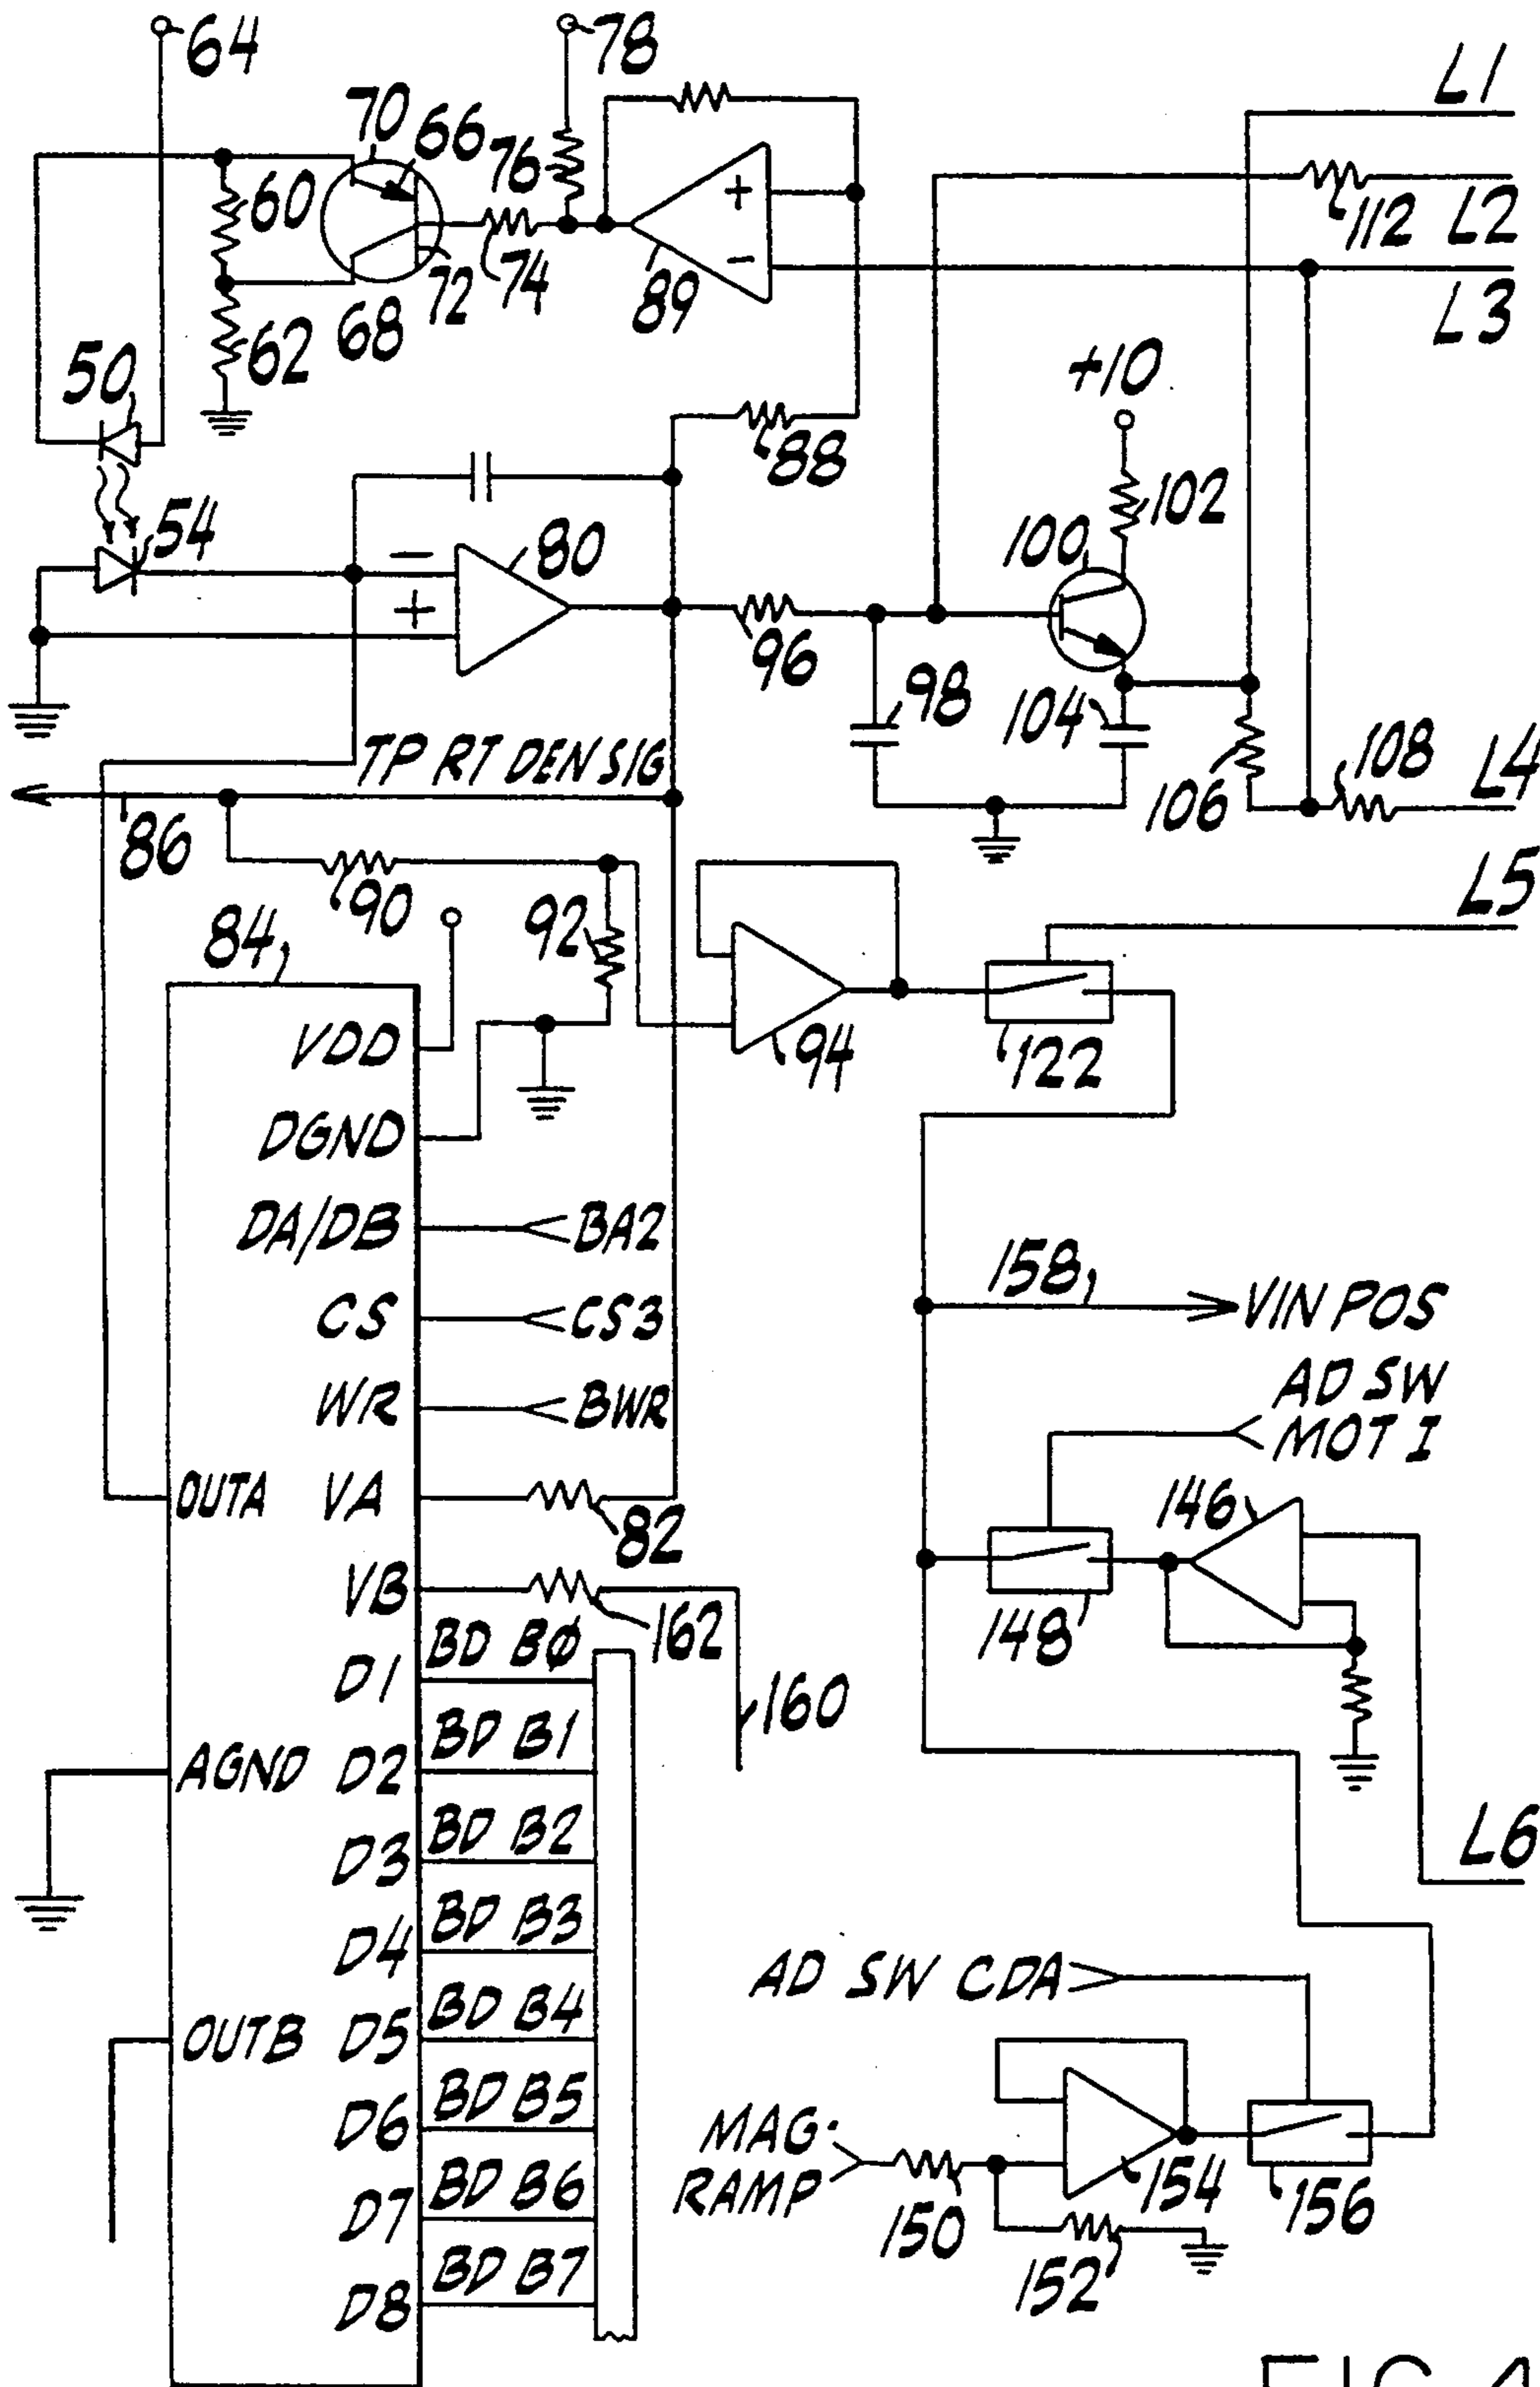 64
78
L1
70
66
76
60
112
L2
74
72
89
L3
68
62
50
+10
88
102
54
80
100
96
98
104
TP RT DEN SIG
108
L4
106
86
90
L5
84
92
VDD
94
122
DGND
DA/DB
BA2
158
VIN POS
CS
CS3
AD SW
MOT I
WR
BWR
OUTA
VA
82
146
VB
162
148
BD BØ
D1
160
BD B1
AGND
D2
BD B2
D3
L6
BD B3
D4
AD SW CDA
BD B4
OUTB
D5
BD B5
D6
MAG.
RAMP
BD B6
150
154
156
D7
152
BD B7
D8